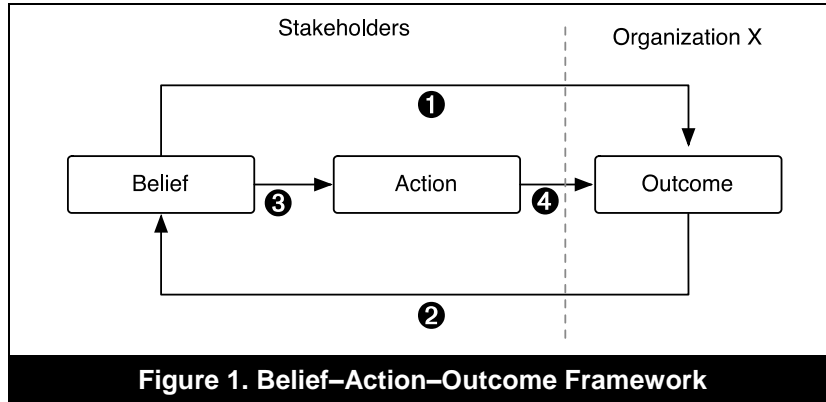 Stakeholders
Organization X
❶
Belief
Action
Outcome
❸
❹
❷
Figure 1. Belief–Action–Outcome Framework